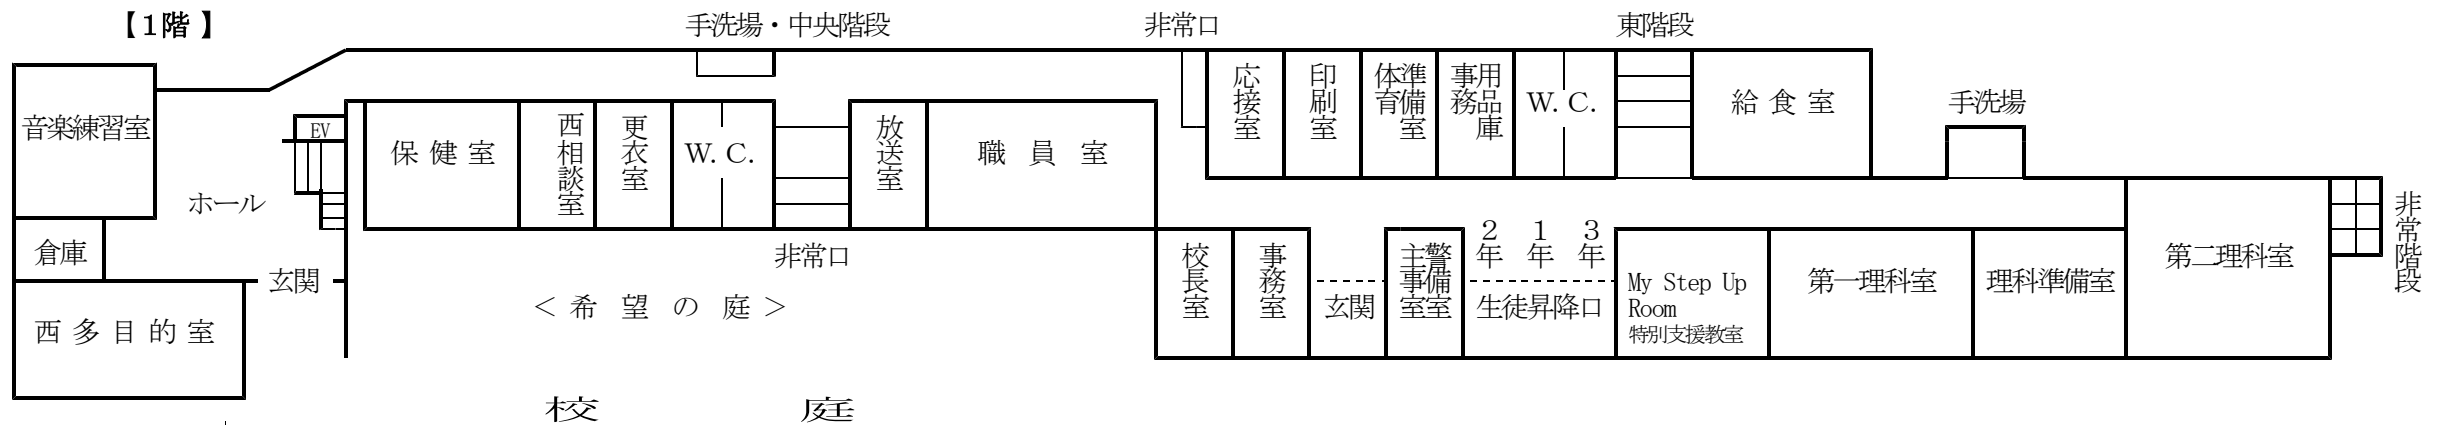 【1階 】
手洗場・中央階段
非常口
東階段
音楽練習室
EV
ホール
倉庫
玄関
西多目的室
保健室
西相談室
更衣室
W.C.
放送室
職員室
非常口
＜希望の庭＞
校庭
応接室
印刷室
体育
準備室
事務
用品庫
W.C.
給食室
手洗場
校長室
事務室
玄関
主事室
警備室
2年
1年
3年
生徒昇降口
My Step Up
Room
特別支援教室
第一理科室
理科準備室
第二理科室
非常階段